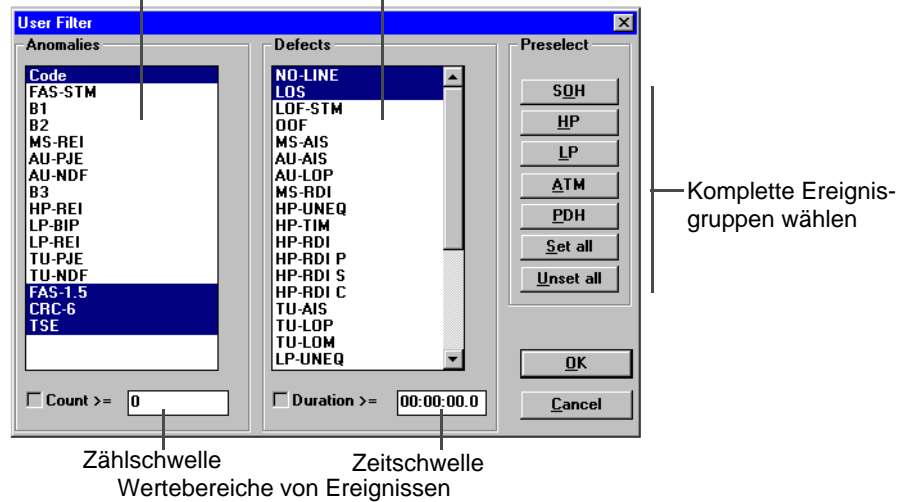 User Filter
Anomalies
Code
FAS-STM
B1
B2
MS-REI
AU-PJE
AU-NDF
B3
HP-REI
LP-BIP
LP-REI
TU-PJE
TU-NDF
FAS-1.5
CRC-6
TSE
Count >= 0
Defects
NO-LINE
LOS
LOF-STM
OOF
MS-AIS
AU-AIS
AU-LOP
MS-RDI
HP-UNEQ
HP-TIM
HP-RDI
HP-RDI P
HP-RDI S
HP-RDI C
TU-AIS
TU-LOP
TU-LOM
LP-UNEQ
Duration >= 00:00:00.0
Preselect
SOH
HP
LP
ATM
PDH
Set all
Unset all
OK
Cancel
Komplette Ereignis-
gruppen wählen
Zählschwelle
Zeitschwelle
Wertebereiche von Ereignissen